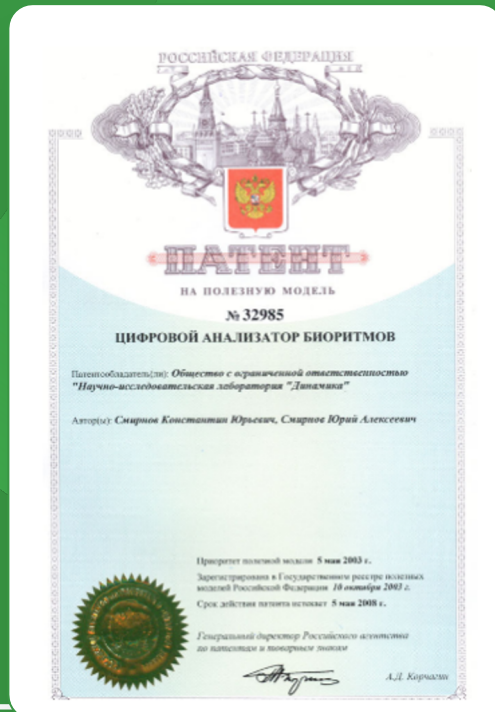 РОССИЙСКАЯ ФЕДЕРАЦИЯ
ПАТЕНТ
НА ПОЛЕЗНУЮ МОДЕЛЬ
№ 32985
ЦИФРОВОЙ АНАЛИЗАТОР БИОРИТМОВ
Патентообладатель(ли): Общество с ограниченной ответственностью
"Научно-исследовательская лаборатория "Динамика"
Автор(ы): Смирнов Константин Юрьевич, Смирнов Юрий Алексеевич
Приоритет полезной модели 5 мая 2003 г.
Зарегистрирована в Государственном реестре полезных
моделей Российской Федерации 10 октября 2003 г.
Срок действия патента истекает 5 мая 2008 г.
Генеральный директор Российского агентства
по патентам и товарным знакам
А.Д. Корчагин